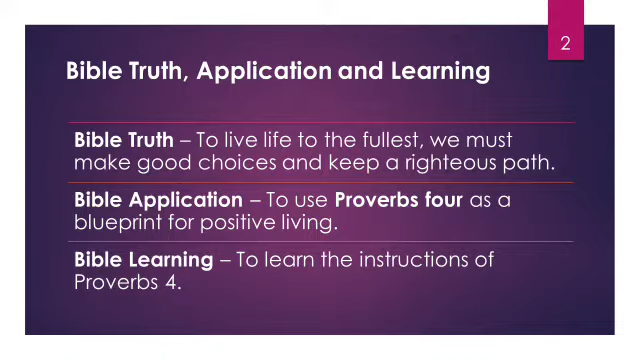 2
Bible Truth, Application and Learning
Bible Truth – To live life to the fullest, we must
make good choices and keep a righteous path.
Bible Application – To use Proverbs four as a
blueprint for positive living.
Bible Learning – To learn the instructions of
Proverbs 4.